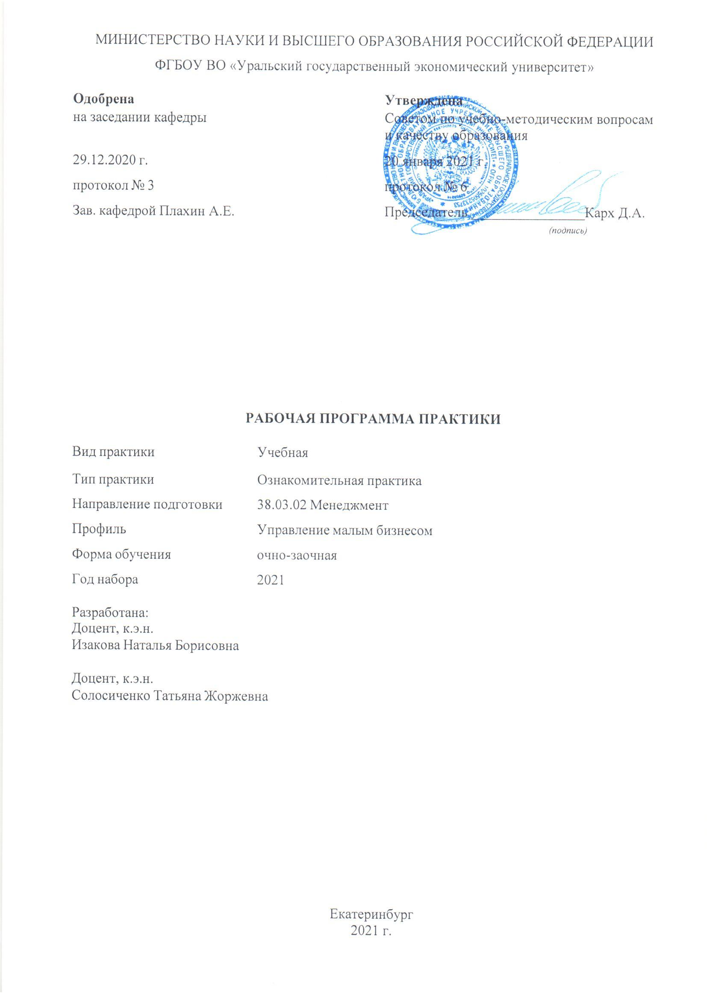 МИНИСТЕРСТВО НАУКИ И ВЫСШЕГО ОБРАЗОВАНИЯ РОССИЙСКОЙ ФЕДЕРАЦИИ
ФГБОУ ВО «Уральский государственный экономический университет»
Одобрена
на заседании кафедры
29.12.2020 г.
протокол № 3
Зав. кафедрой Плахин А.Е.
Утверждена
Советом по учебно-методическим вопросам
и качеству образования
20 января 2021 г.
протокол № 6
Председатель Карх Д.А.
(подпись)
РАБОЧАЯ ПРОГРАММА ПРАКТИКИ
Вид практики Учебная
Тип практики Ознакомительная практика
Направление подготовки 38.03.02 Менеджмент
Профиль Управление малым бизнесом
Форма обучения очно-заочная
Год набора 2021
Разработана:
Доцент, к.э.н.
Изакова Наталья Борисовна
Доцент, к.э.н.
Солосиченко Татьяна Жоржевна
Екатеринбург
2021 г.